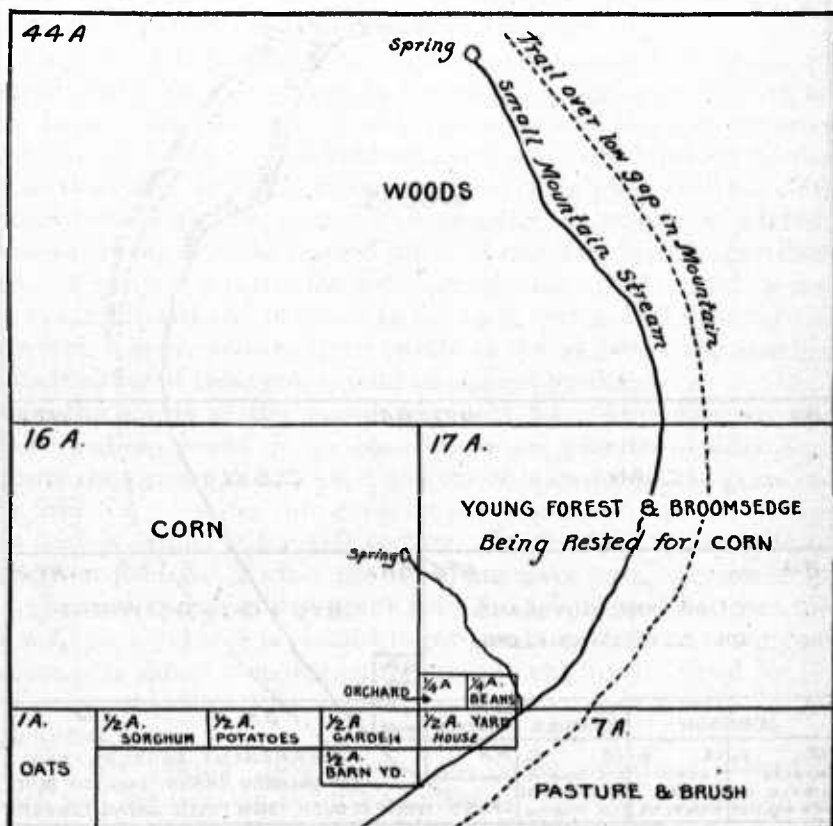 44 A
Spring
Trail over low gap in Mountain
Small Mountain Stream
WOODS
16 A.
17 A.
CORN
YOUNG FOREST & BROOMSEDGE
Being Rested for CORN
Spring
ORCHARD
1/4 A
1/4 A.
BEANS
1 A.
OATS
1/2 A.
SORGHUM
1/2 A.
POTATOES
1/2 A
GARDEN
1/2 A. YARD
HOUSE
7 A.
1/2 A.
BARN YD.
PASTURE & BRUSH